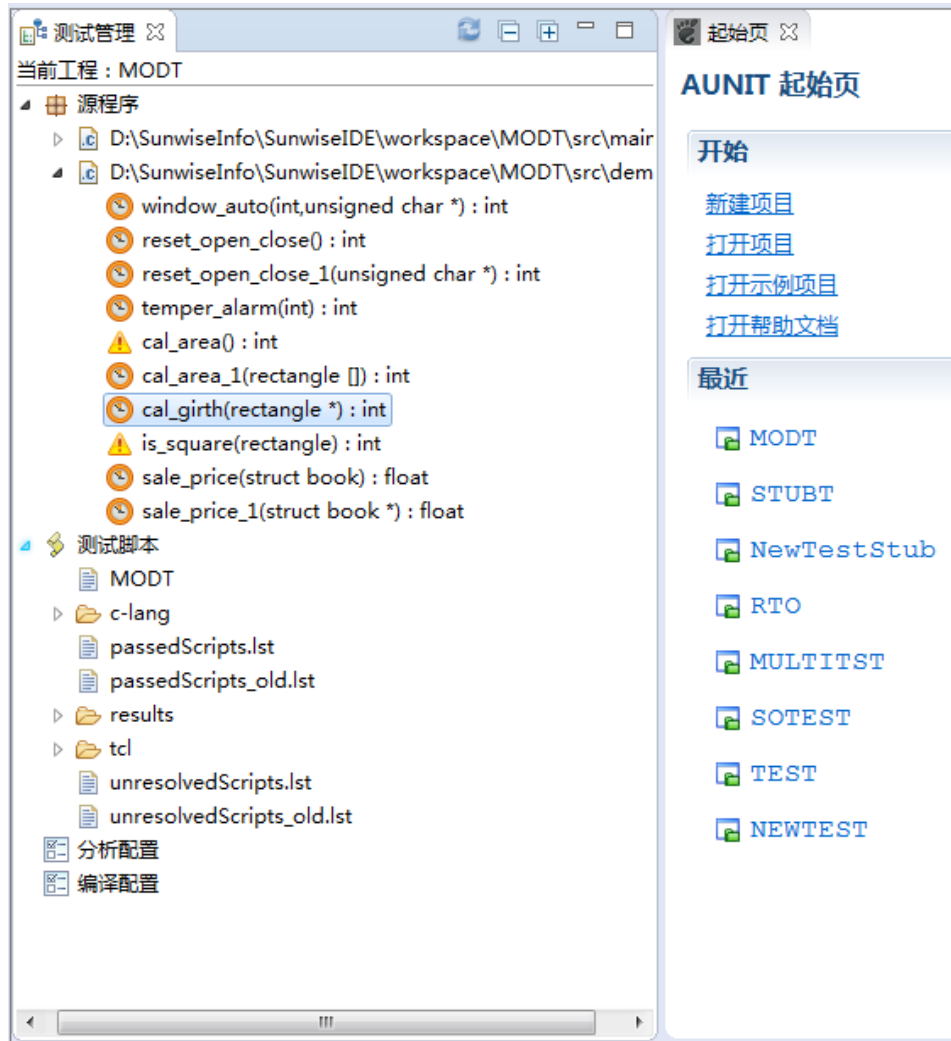 测试管理
当前工程：MODT
源程序
D:\SunwiseInfo\SunwiseIDE\workspace\MODT\src\mair
D:\SunwiseInfo\SunwiseIDE\workspace\MODT\src\dem
window_auto(int,unsigned char *) : int
reset_open_close() : int
reset_open_close_1(unsigned char *) : int
temper_alarm(int) : int
cal_area() : int
cal_area_1(rectangle []) : int
cal_girth(rectangle *) : int
is_square(rectangle) : int
sale_price(struct book) : float
sale_price_1(struct book *) : float
测试脚本
MODT
c-lang
passedScripts.lst
passedScripts_old.lst
results
tcl
unresolvedScripts.lst
unresolvedScripts_old.lst
分析配置
编译配置
起始页
AUNIT 起始页
开始
新建项目
打开项目
打开示例项目
打开帮助文档
最近
MODT
STUBT
NewTestStub
RTO
MULTITST
SOTEST
TEST
NEWTEST